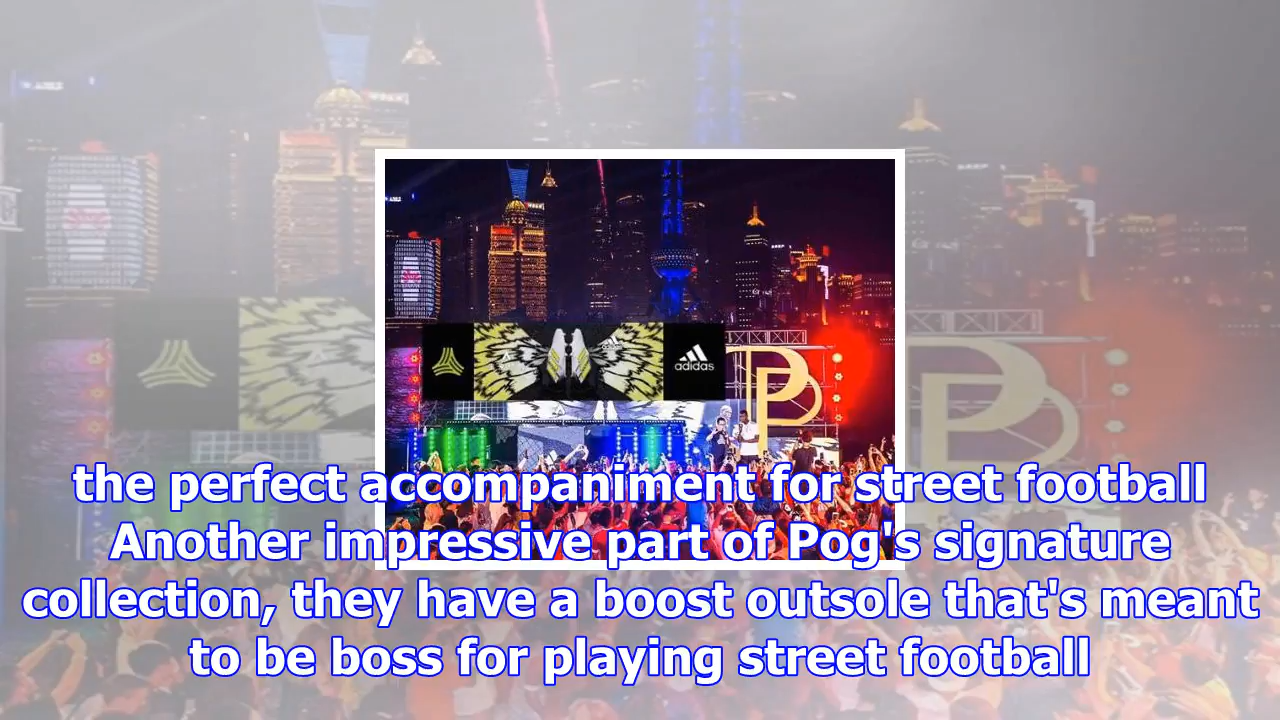 adidas
PP
the perfect accompaniment for street football
Another impressive part of Pog's signature
collection, they have a boost outsole that's meant
to be boss for playing street football